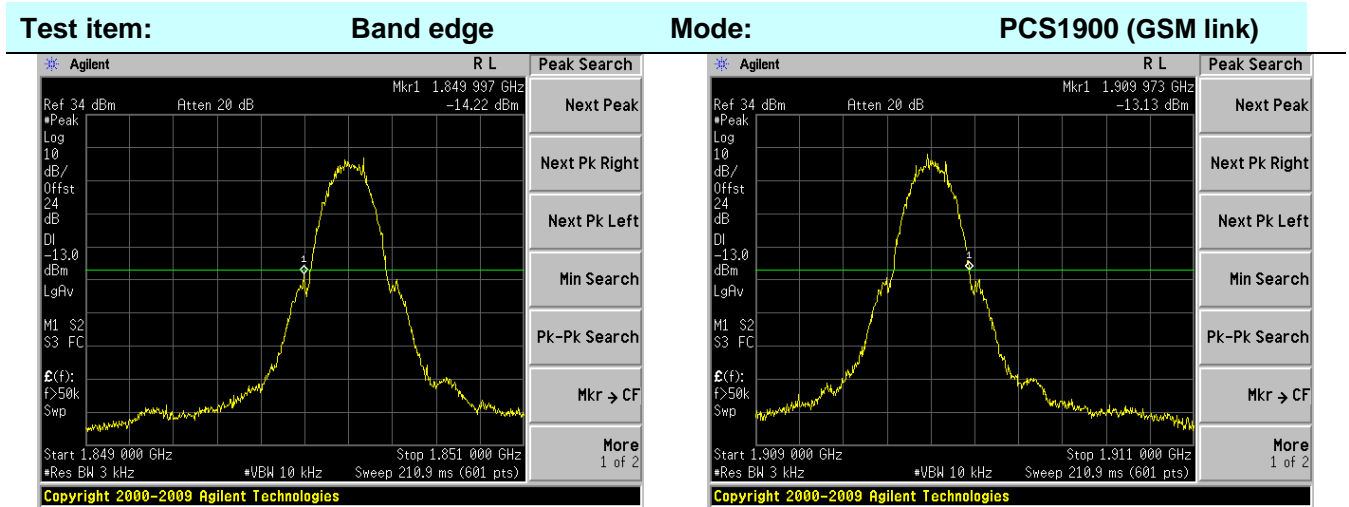 Test item: Band edge Mode: PCS1900 (GSM link)
Agilent R L Peak Search
Mkr1 1.849 997 GHz
Ref 34 dBm Atten 20 dB -14.22 dBm
#Peak
Log
10
dB/
Offst
24
dB
DI
-13.0
dBm
LgAv
M1 S2
S3 FC
£(f):
f>50k
Swp
1
Start 1.849 000 GHz Stop 1.851 000 GHz
#Res BW 3 kHz #VBW 10 kHz Sweep 210.9 ms (601 pts)
Copyright 2000-2009 Agilent Technologies
Next Peak
Next Pk Right
Next Pk Left
Min Search
Pk-Pk Search
Mkr → CF
More
1 of 2
Agilent R L Peak Search
Mkr1 1.909 973 GHz
Ref 34 dBm Atten 20 dB -13.13 dBm
#Peak
Log
10
dB/
Offst
24
dB
DI
-13.0
dBm
LgAv
M1 S2
S3 FC
£(f):
f>50k
Swp
1
Start 1.909 000 GHz Stop 1.911 000 GHz
#Res BW 3 kHz #VBW 10 kHz Sweep 210.9 ms (601 pts)
Copyright 2000-2009 Agilent Technologies
Next Peak
Next Pk Right
Next Pk Left
Min Search
Pk-Pk Search
Mkr → CF
More
1 of 2